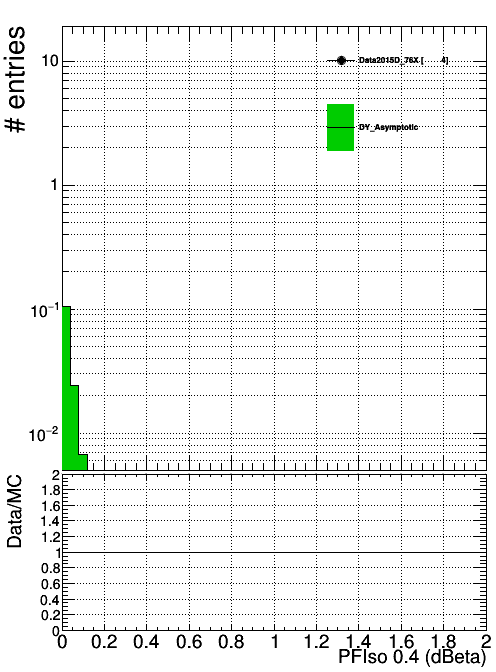 # entries
10
1
10⁻¹
10⁻²
Data2015D_76X [ 4]
DY_Asymptotic
Data/MC
2
1.8
1.6
1.4
1.2
1
0.8
0.6
0.4
0.2
0
0 0.2 0.4 0.6 0.8 1 1.2 1.4 1.6 1.8 2
PFIso 0.4 (dBeta)